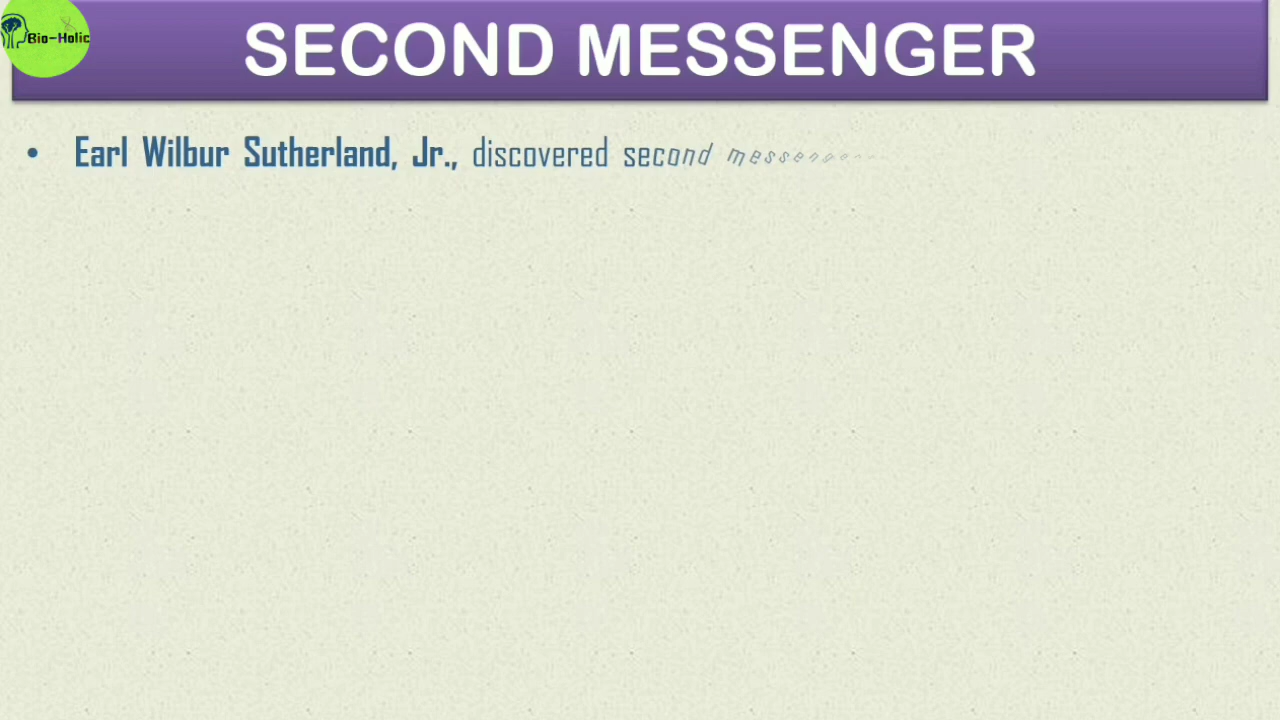 Bio-Holic
SECOND MESSENGER
• Earl Wilbur Sutherland, Jr., discovered second